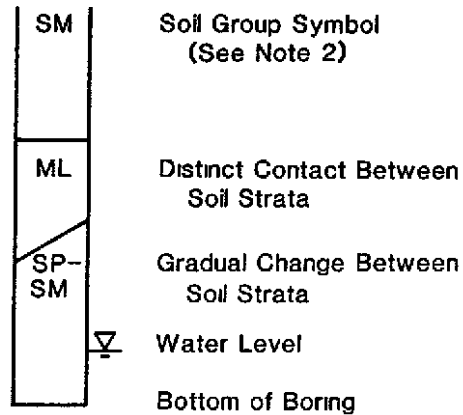 SM Soil Group Symbol
(See Note 2)
ML Distinct Contact Between
Soil Strata
SP- Gradual Change Between
SM Soil Strata
Water Level
Bottom of Boring